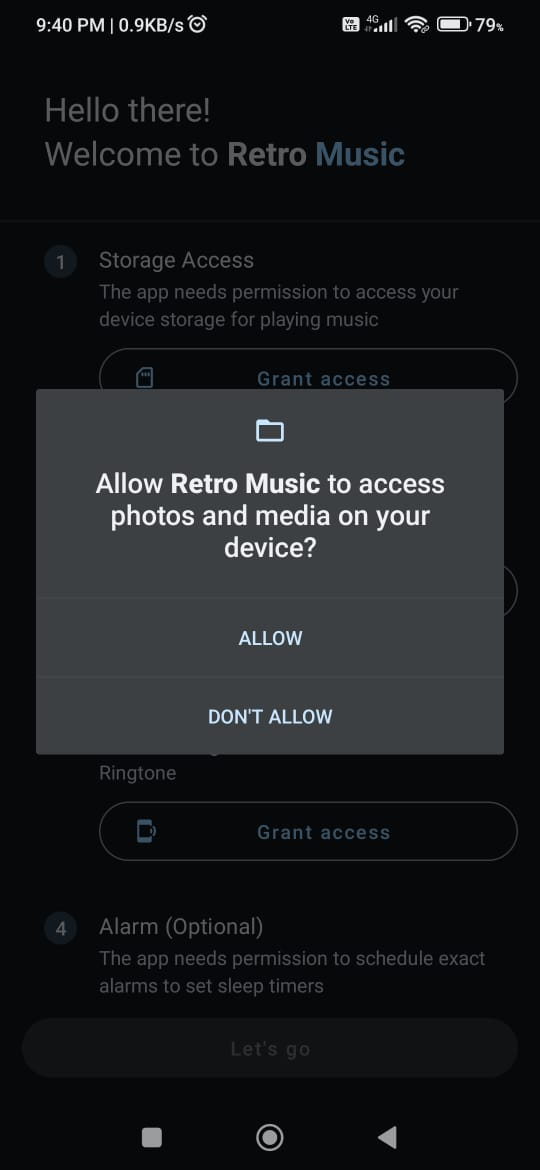 9:40 PM | 0.9KB/s
Vo LTE 4G 79%
Hello there!
Welcome to Retro Music
1 Storage Access
The app needs permission to access your
device storage for playing music
Grant access
Allow Retro Music to access
photos and media on your
device?
ALLOW
DON'T ALLOW
Ringtone
Grant access
4 Alarm (Optional)
The app needs permission to schedule exact
alarms to set sleep timers
Let's go